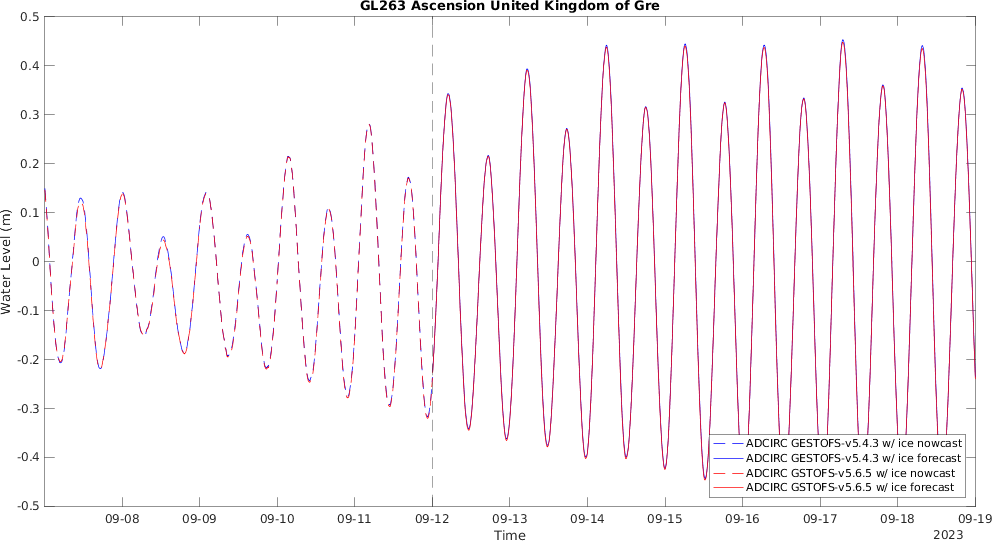 GL263 Ascension United Kingdom of Gre
0.5
0.4
0.3
0.2
0.1
0
-0.1
-0.2
-0.3
-0.4
-0.5
Water Level (m)
ADCIRC GESTOFS-v5.4.3 w/ ice nowcast
ADCIRC GESTOFS-v5.4.3 w/ ice forecast
ADCIRC GSTOFS-v5.6.5 w/ ice nowcast
ADCIRC GSTOFS-v5.6.5 w/ ice forecast
09-08 09-09 09-10 09-11 09-12 09-13 09-14 09-15 09-16 09-17 09-18 09-19
Time
2023